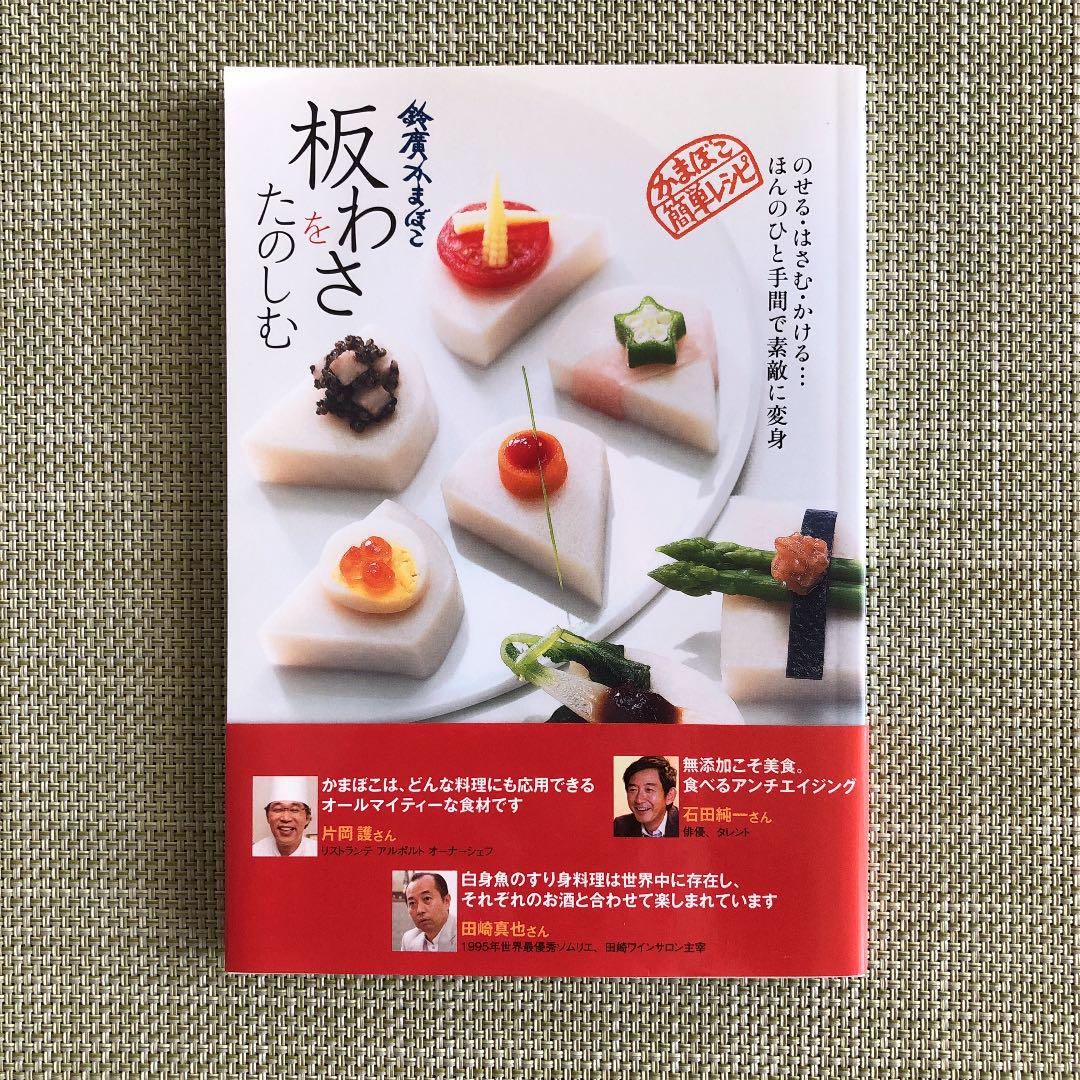 鈴廣かまぼこ
板わさ
を
たのしむ
かまぼこ
簡単レシピ
のせる・はさむ・かける…
ほんのひと手間で素敵に変身
かまぼこは、どんな料理にも応用できる
オールマイティーな食材です
片岡 護さん
リストランテ アルポルト オーナーシェフ
無添加こそ美食。
食べるアンチエイジング
石田純一さん
俳優、タレント
白身魚のすり身料理は世界中に存在し、
それぞれのお酒と合わせて楽しまれています
田崎真也さん
1995年世界最優秀ソムリエ、田崎ワインサロン主宰